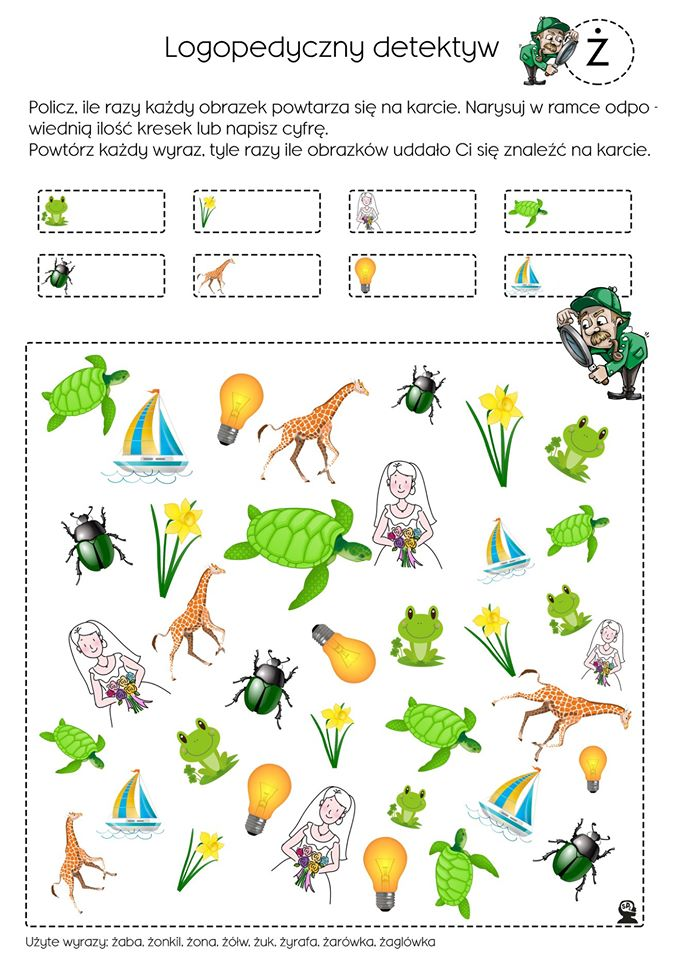 Logopedyczny detektyw
ż
Policz, ile razy każdy obrazek powtarza się na karcie. Narysuj w ramce odpo -
wiednią ilość kresek lub napisz cyfrę.
Powtórz każdy wyraz, tyle razy ile obrazków uddało Ci się znaleźć na karcie.
Użyte wyrazy: żaba, żonkil, żona, żółw, żuk, żyrafa, żarówka, żaglówka